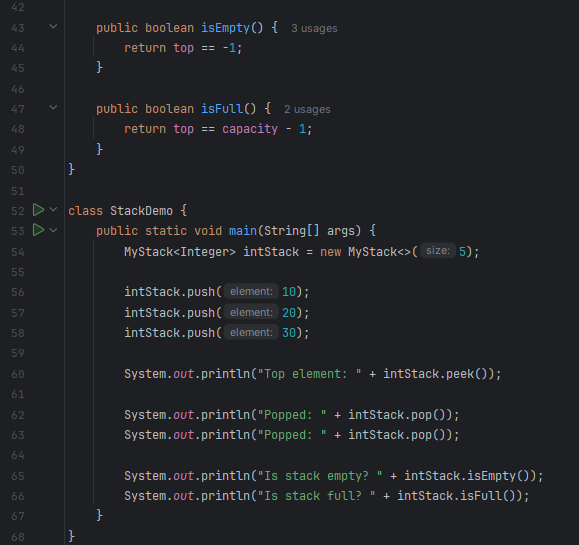 42
43 public boolean isEmpty() { 3 usages
44 return top == -1;
45 }
46
47 public boolean isFull() { 2 usages
48 return top == capacity - 1;
49 }
50 }
51
52 class StackDemo {
53 public static void main(String[] args) {
54 MyStack<Integer> intStack = new MyStack<>( size: 5);
55
56 intStack.push( element: 10);
57 intStack.push( element: 20);
58 intStack.push( element: 30);
59
60 System.out.println("Top element: " + intStack.peek());
61
62 System.out.println("Popped: " + intStack.pop());
63 System.out.println("Popped: " + intStack.pop());
64
65 System.out.println("Is stack empty? " + intStack.isEmpty());
66 System.out.println("Is stack full? " + intStack.isFull());
67 }
68 }